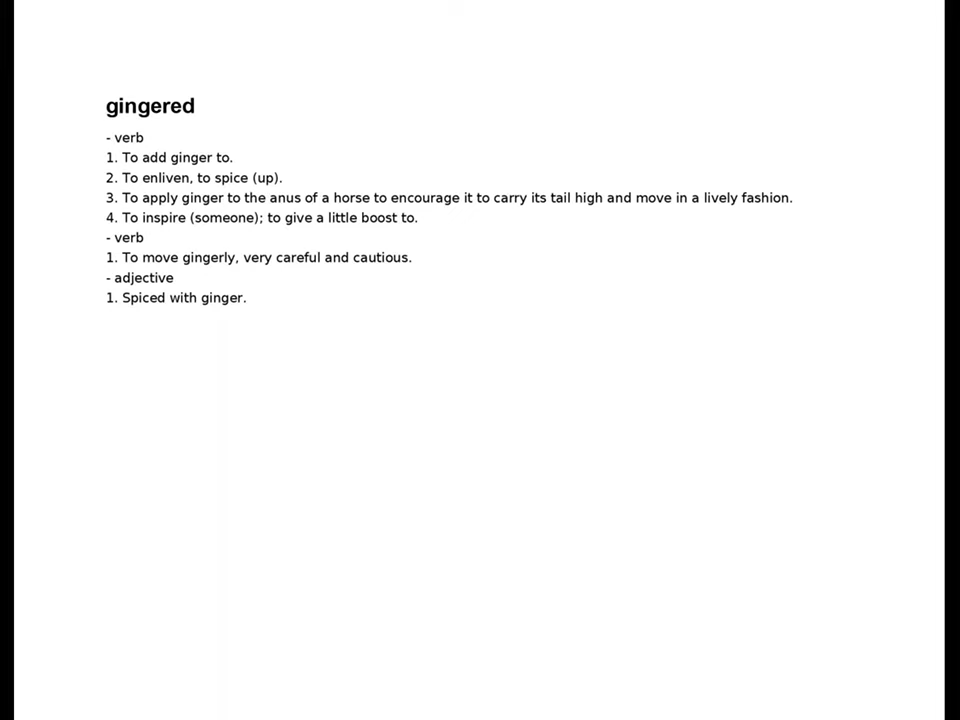 gingered
- verb
1. To add ginger to.
2. To enliven, to spice (up).
3. To apply ginger to the anus of a horse to encourage it to carry its tail high and move in a lively fashion.
4. To inspire (someone); to give a little boost to.
- verb
1. To move gingerly, very careful and cautious.
- adjective
1. Spiced with ginger.